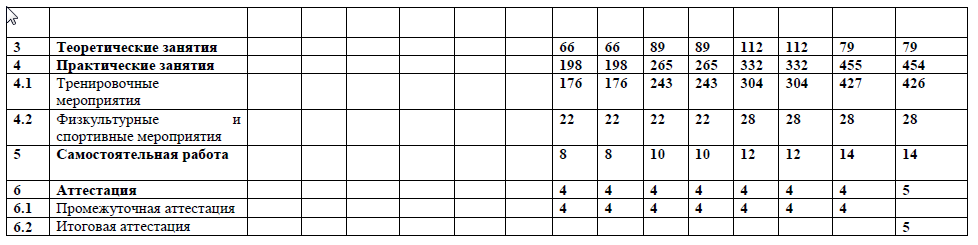 3 Теоретические занятия 66 66 89 89 112 112 79 79
4 Практические занятия 198 198 265 265 332 332 455 454
4.1 Тренировочные 176 176 243 243 304 304 427 426
мероприятия
4.2 Физкультурные и 22 22 22 22 28 28 28 28
спортивные мероприятия
5 Самостоятельная работа 8 8 10 10 12 12 14 14
6 Аттестация 4 4 4 4 4 4 4 5
6.1 Промежуточная аттестация 4 4 4 4 4 4 4
6.2 Итоговая аттестация 5